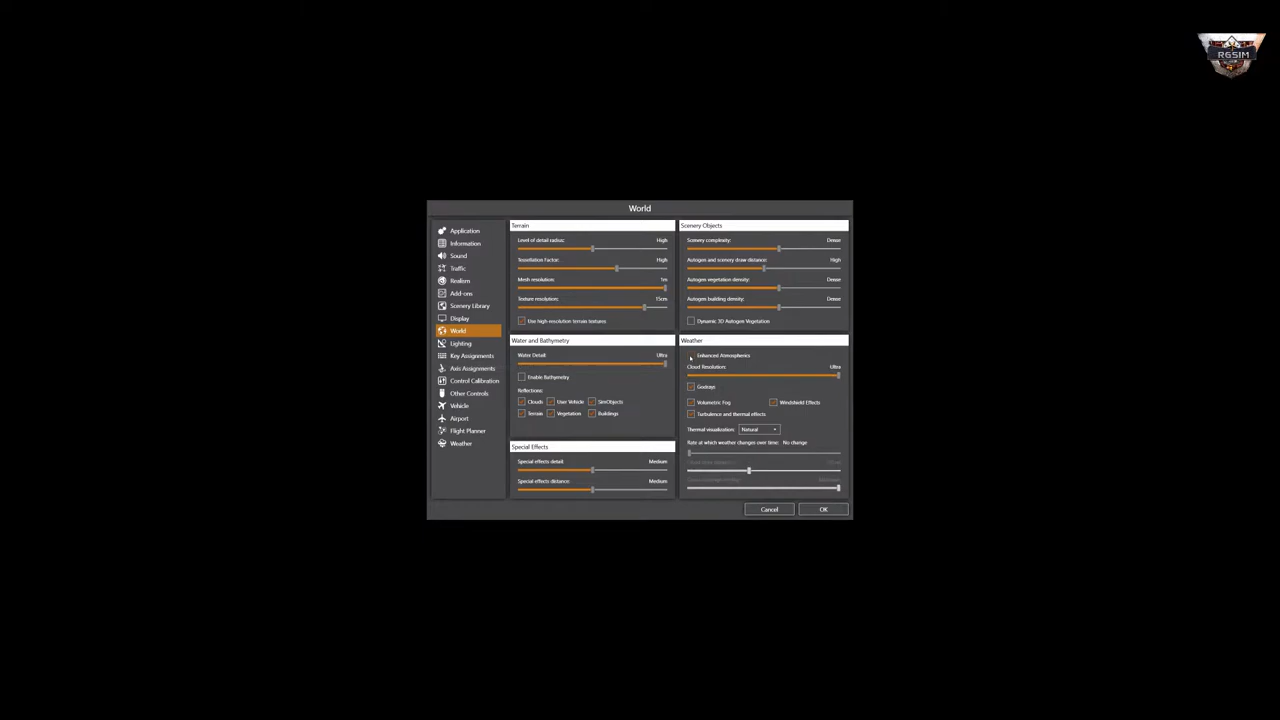 RGSIM
World
Application
Information
Sound
Traffic
Realism
Add-ons
Scenery Library
Display
World
Lighting
Key Assignments
Axis Assignments
Control Calibration
Other Controls
Vehicle
Airport
Flight Planner
Weather
Terrain
Level of detail radius: High
Tessellation Factor: High
Mesh resolution: 1m
Texture resolution: 15cm
Use high-resolution terrain textures
Water and Bathymetry
Water Detail: Ultra
Enable Bathymetry
Reflections:
Clouds User Vehicle SimObjects
Terrain Vegetation Buildings
Special Effects
Special effects detail: Medium
Special effects distance: Medium
Scenery Objects
Scenery complexity: Dense
Autogen and scenery draw distance: High
Autogen vegetation density: Dense
Autogen building density: Dense
Dynamic 3D Autogen Vegetation
Weather
Enhanced Atmospherics
Cloud Resolution: Ultra
Godrays
Volumetric Fog Windshield Effects
Turbulence and thermal effects
Thermal visualization: Natural
Rate at which weather changes over time: No change
Cancel OK